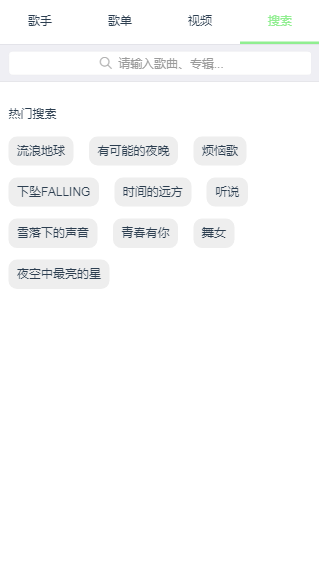 歌手 歌单 视频 搜索
请输入歌曲、专辑...
热门搜索
流浪地球 有可能的夜晚 烦恼歌
下坠FALLING 时间的远方 听说
雪落下的声音 青春有你 舞女
夜空中最亮的星